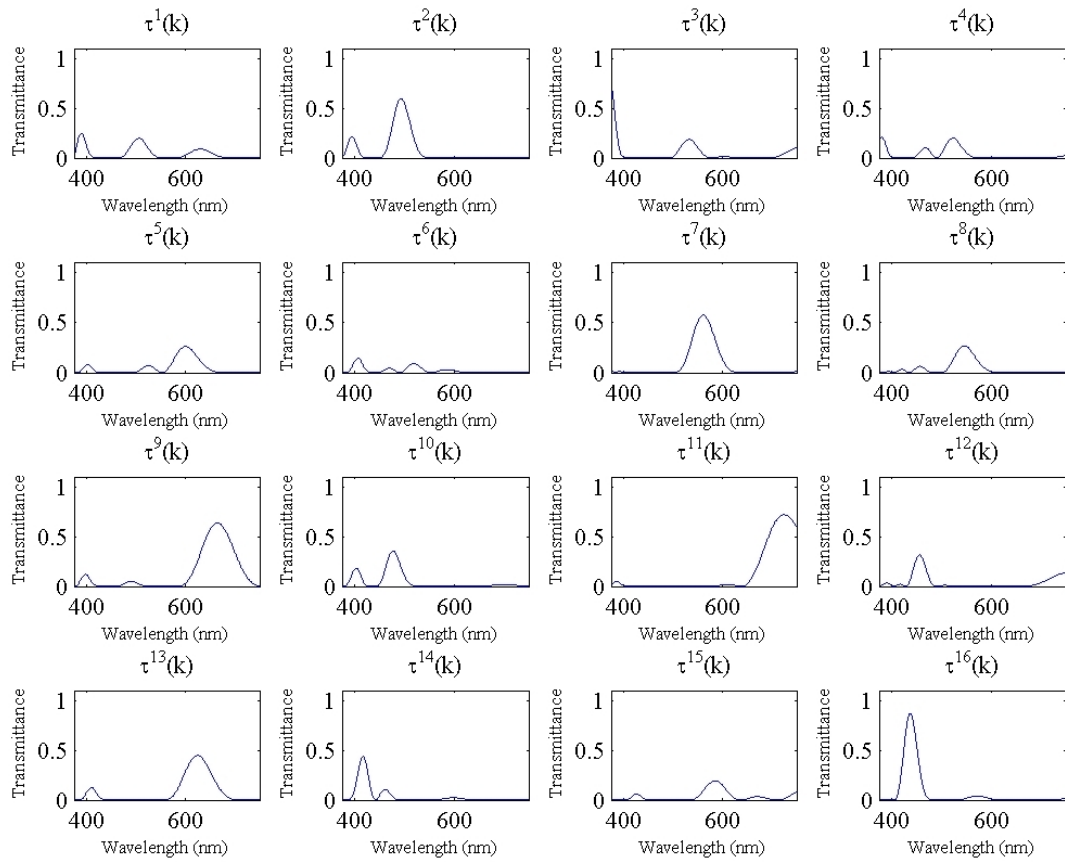 τ¹(k) τ²(k) τ³(k) τ⁴(k)
Transmittance 1 0.5 0 Transmittance 1 0.5 0 Transmittance 1 0.5 0 Transmittance 1 0.5 0
400 600 400 600 400 600 400 600
Wavelength (nm) Wavelength (nm) Wavelength (nm) Wavelength (nm)
τ⁵(k) τ⁶(k) τ⁷(k) τ⁸(k)
Transmittance 1 0.5 0 Transmittance 1 0.5 0 Transmittance 1 0.5 0 Transmittance 1 0.5 0
400 600 400 600 400 600 400 600
Wavelength (nm) Wavelength (nm) Wavelength (nm) Wavelength (nm)
τ⁹(k) τ¹⁰(k) τ¹¹(k) τ¹²(k)
Transmittance 1 0.5 0 Transmittance 1 0.5 0 Transmittance 1 0.5 0 Transmittance 1 0.5 0
400 600 400 600 400 600 400 600
Wavelength (nm) Wavelength (nm) Wavelength (nm) Wavelength (nm)
τ¹³(k) τ¹⁴(k) τ¹⁵(k) τ¹⁶(k)
Transmittance 1 0.5 0 Transmittance 1 0.5 0 Transmittance 1 0.5 0 Transmittance 1 0.5 0
400 600 400 600 400 600 400 600
Wavelength (nm) Wavelength (nm) Wavelength (nm) Wavelength (nm)